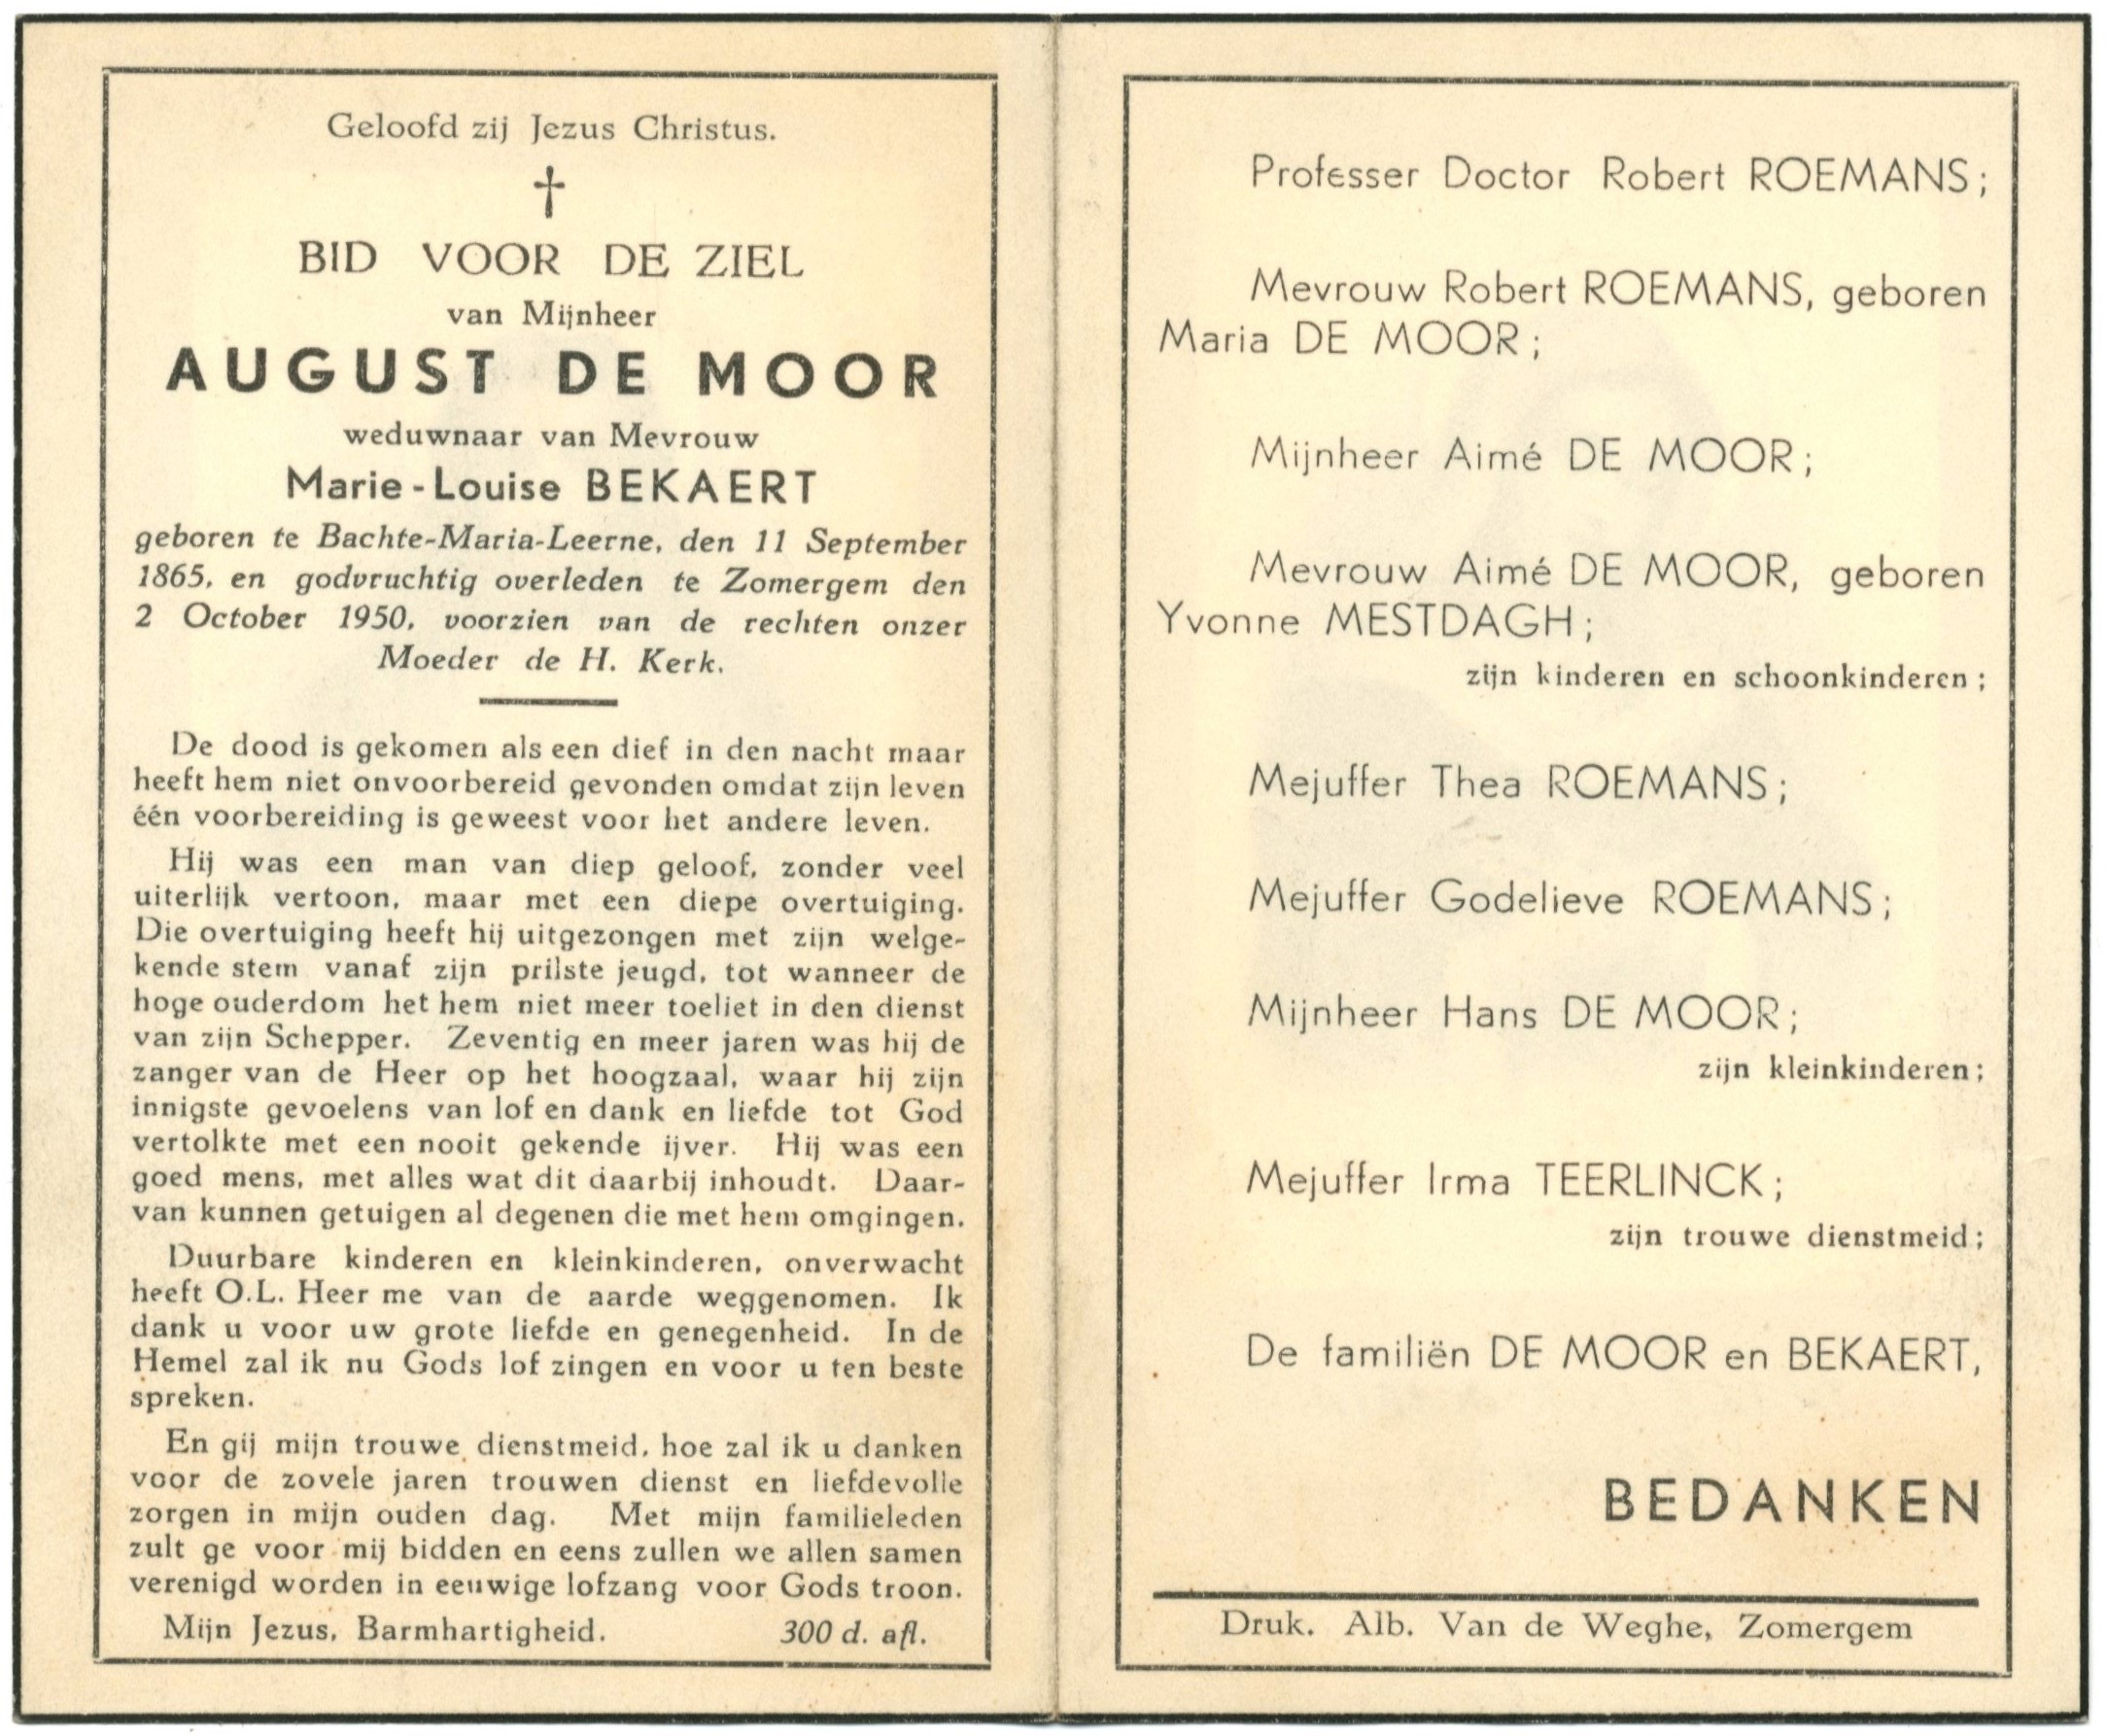 Geloofd zij Jezus Christus.
†
BID VOOR DE ZIEL
van Mijnheer
AUGUST DE MOOR
weduwnaar van Mevrouw
Marie-Louise BEKAERT
geboren te Bachte-Maria-Leerne, den 11 September
1865, en godvruchtig overleden te Zomergem den
2 October 1950, voorzien van de rechten onzer
Moeder de H. Kerk.
De dood is gekomen als een dief in den nacht maar
heeft hem niet onvoorbereid gevonden omdat zijn leven
één voorbereiding is geweest voor het andere leven.
Hij was een man van diep geloof, zonder veel
uiterlijk vertoon, maar met een diepe overtuiging.
Die overtuiging heeft hij uitgezongen met zijn welge-
kende stem vanaf zijn prilste jeugd, tot wanneer de
hoge ouderdom het hem niet meer toeliet in den dienst
van zijn Schepper. Zeventig en meer jaren was hij de
zanger van de Heer op het hoogzaal, waar hij zijn
innigste gevoelens van lof en dank en liefde tot God
vertolkte met een nooit gekende ijver. Hij was een
goed mens, met alles wat dit daarbij inhoudt. Daar-
van kunnen getuigen al degenen die met hem omgingen.
Duurbare kinderen en kleinkinderen, onverwacht
heeft O.L. Heer me van de aarde weggenomen. Ik
dank u voor uw grote liefde en genegenheid. In de
Hemel zal ik nu Gods lof zingen en voor u ten beste
spreken.
En gij mijn trouwe dienstmeid, hoe zal ik u danken
voor de zovele jaren trouwen dienst en liefdevolle
zorgen in mijn ouden dag. Met mijn familieleden
zult ge voor mij bidden en eens zullen we allen samen
verenigd worden in eeuwige lofzang voor Gods troon.
Mijn Jezus, Barmhartigheid. 300 d. afl.
Professer Doctor Robert ROEMANS;
Mevrouw Robert ROEMANS, geboren
Maria DE MOOR;
Mijnheer Aimé DE MOOR;
Mevrouw Aimé DE MOOR, geboren
Yvonne MESTDAGH;
zijn kinderen en schoonkinderen;
Mejuffer Thea ROEMANS;
Mejuffer Godelieve ROEMANS;
Mijnheer Hans DE MOOR;
zijn kleinkinderen;
Mejuffer Irma TEERLINCK;
zijn trouwe dienstmeid;
De familiën DE MOOR en BEKAERT,
BEDANKEN
Druk. Alb. Van de Weghe, Zomergem